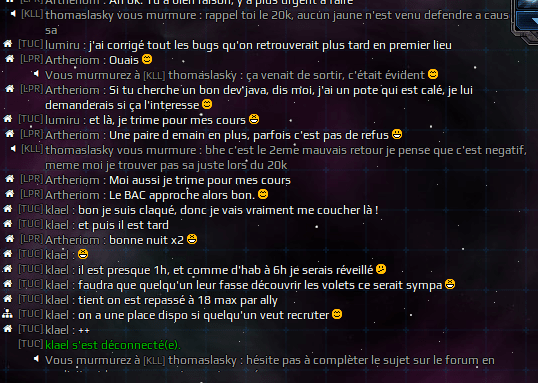 [LPR] Artheriom : Ah ok. Tu a bien raison, y'a plus urgent à faire
[KLL] thomaslasky vous murmure : rappel toi le 20k, aucun jaune n'est venu defendre a caus
sa
[TUC] lumiru : j'ai corrigé tout les bugs qu'on retrouverait plus tard en premier lieu
[LPR] Artheriom : Ouais
Vous murmurez à [KLL] thomaslasky : ça venait de sortir, c'était évident
[LPR] Artheriom : Si tu cherche un bon dev'java, dis moi, j'ai un pote qui est calé, je lui
demanderais si ça l'interesse
[TUC] lumiru : et là, je trime pour mes cours
[LPR] Artheriom : Une paire d emain en plus, parfois c'est pas de refus
[KLL] thomaslasky vous murmure : bhe c'est le 2eme mauvais retour je pense que c'est negatif,
meme moi je trouver pas sa juste lors du 20k
[LPR] Artheriom : Moi aussi je trime pour mes cours
[LPR] Artheriom : Le BAC approche alors bon.
[TUC] klael : bon je suis claqué, donc je vais vraiment me coucher là !
[TUC] klael : et puis il est tard
[LPR] Artheriom : bonne nuit x2
[TUC] klael :
[TUC] klael : il est presque 1h, et comme d'hab à 6h je serais réveillé
[TUC] klael : faudra que quelqu'un leur fasse découvrir les volets ce serait sympa
[TUC] klael : tient on est repassé à 18 max par ally
[TUC] klael : on a une place dispo si quelqu'un veut recruter
[TUC] klael : ++
[TUC] klael s'est déconnecté(e).
Vous murmurez à [KLL] thomaslasky : hésite pas à complèter le sujet sur le forum en